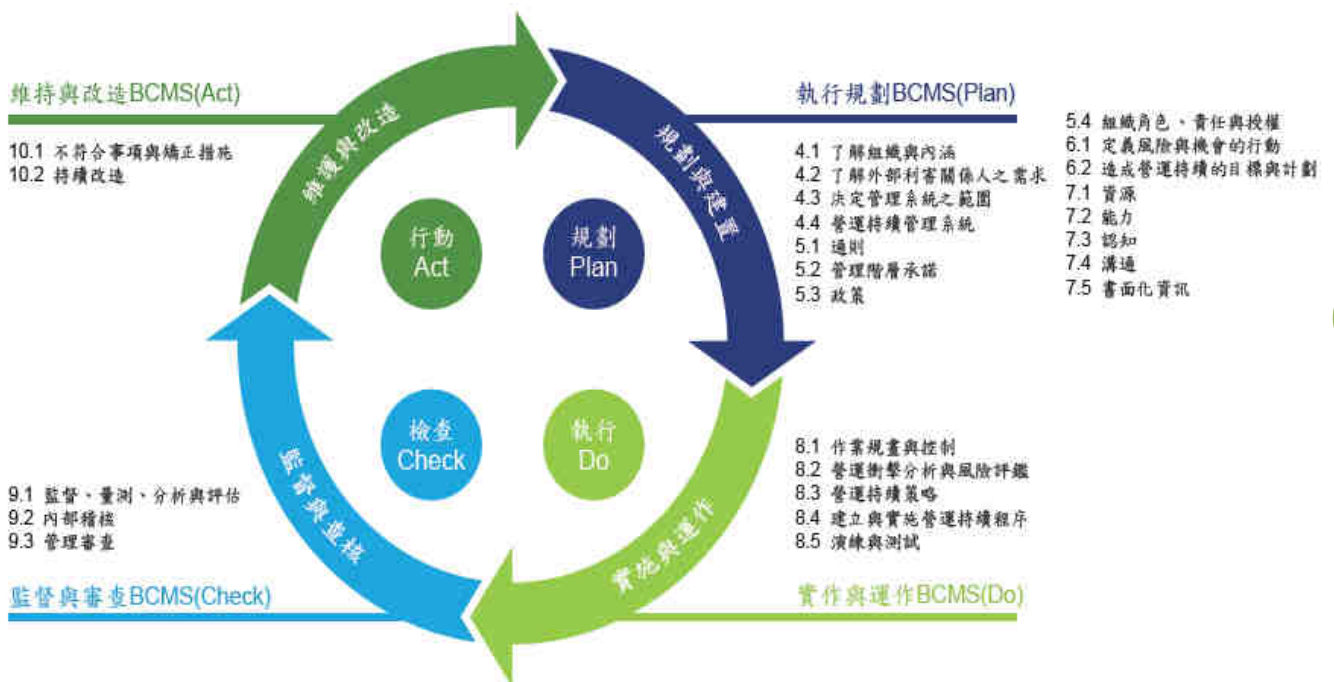 維持與改造BCMS(Act)
10.1 不符合事項與矯正措施
10.2 持續改造
執行規劃BCMS(Plan)
4.1 了解組織與內涵
4.2 了解外部利害關係人之需求
4.3 決定管理系統之範圍
4.4 營運持續管理系統
5.1 通則
5.2 管理階層承諾
5.3 政策
5.4 組織角色、責任與授權
6.1 定義風險與機會的行動
6.2 造成營運持續的目標與計劃
7.1 資源
7.2 能力
7.3 認知
7.4 溝通
7.5 書面化資訊
維護與改造
規劃與建置
行動
Act
規劃
Plan
檢查
Check
執行
Do
監督與查核
實施與運作
9.1 監督、量測、分析與評估
9.2 內部稽核
9.3 管理審查
監督與審查BCMS(Check)
8.1 作業規畫與控制
8.2 營運衝擊分析與風險評鑑
8.3 營運持續策略
8.4 建立與實施營運持續程序
8.5 演練與測試
實作與運作BCMS(Do)